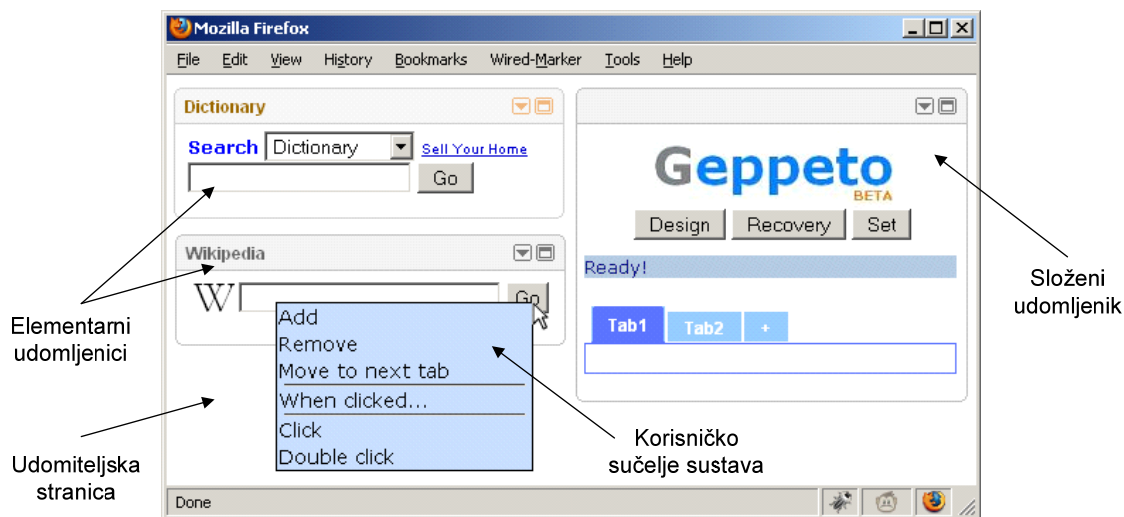 Mozilla Firefox
File Edit View History Bookmarks Wired-Marker Tools Help
Dictionary
Search Dictionary Sell Your Home
Go
Wikipedia
W Go
Add
Remove
Move to next tab
When clicked...
Click
Double click
Geppeto
BETA
Design Recovery Set
Ready!
Tab1 Tab2 +
Done
Elementarni
udomljenici
Udomiteljska
stranica
Korisničko
sučelje sustava
Složeni
udomljenik